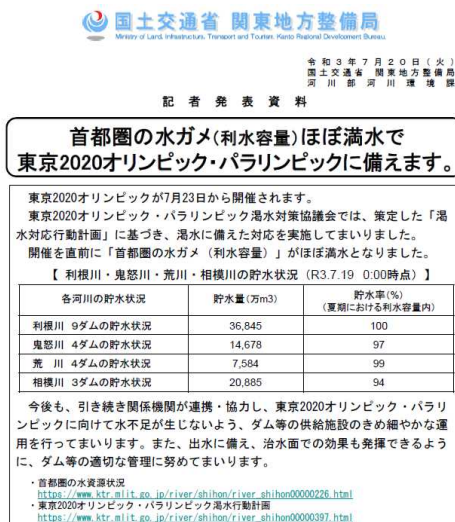 国土交通省 関東地方整備局
Ministry of Land, Infrastructure, Transport and Tourism. Kanto Regional Development Bureau.
令和3年7月20日(火)
国土交通省 関東地方整備局
河川部河川環境課
記者発表資料
首都圏の水ガメ(利水容量)ほぼ満水で
東京2020オリンピック・パラリンピックに備えます。
東京2020オリンピックが7月23日から開催されます。
東京2020オリンピック・パラリンピック渇水対策協議会では、策定した「渇
水対応行動計画」に基づき、渇水に備えた対応を実施してまいりました。
開催を直前に「首都圏の水ガメ(利水容量)」がほぼ満水となりました。
【 利根川・鬼怒川・荒川・相模川の貯水状況(R3.7.19 0:00時点)】
各河川の貯水状況 貯水量(万m3) 貯水率(%)
(夏期における利水容量内)
利根川 9ダムの貯水状況 36,845 100
鬼怒川 4ダムの貯水状況 14,678 97
荒 川 4ダムの貯水状況 7,584 99
相模川 3ダムの貯水状況 20,885 94
今後も、引き続き関係機関が連携・協力し、東京2020オリンピック・パラリ
ンピックに向けて水不足が生じないよう、ダム等の供給施設のきめ細やかな運
用を行ってまいります。また、出水に備え、治水面での効果も発揮できるよう
に、ダム等の適切な管理に努めてまいます。
・首都圏の水資源状況
https://www.ktr.mlit.go.jp/river/shihon/river_shihon00000226.html
・東京2020オリンピック・パラリンピック渇水行動計画
https://www.ktr.mlit.go.jp/river/shihon/river_shihon00000397.html